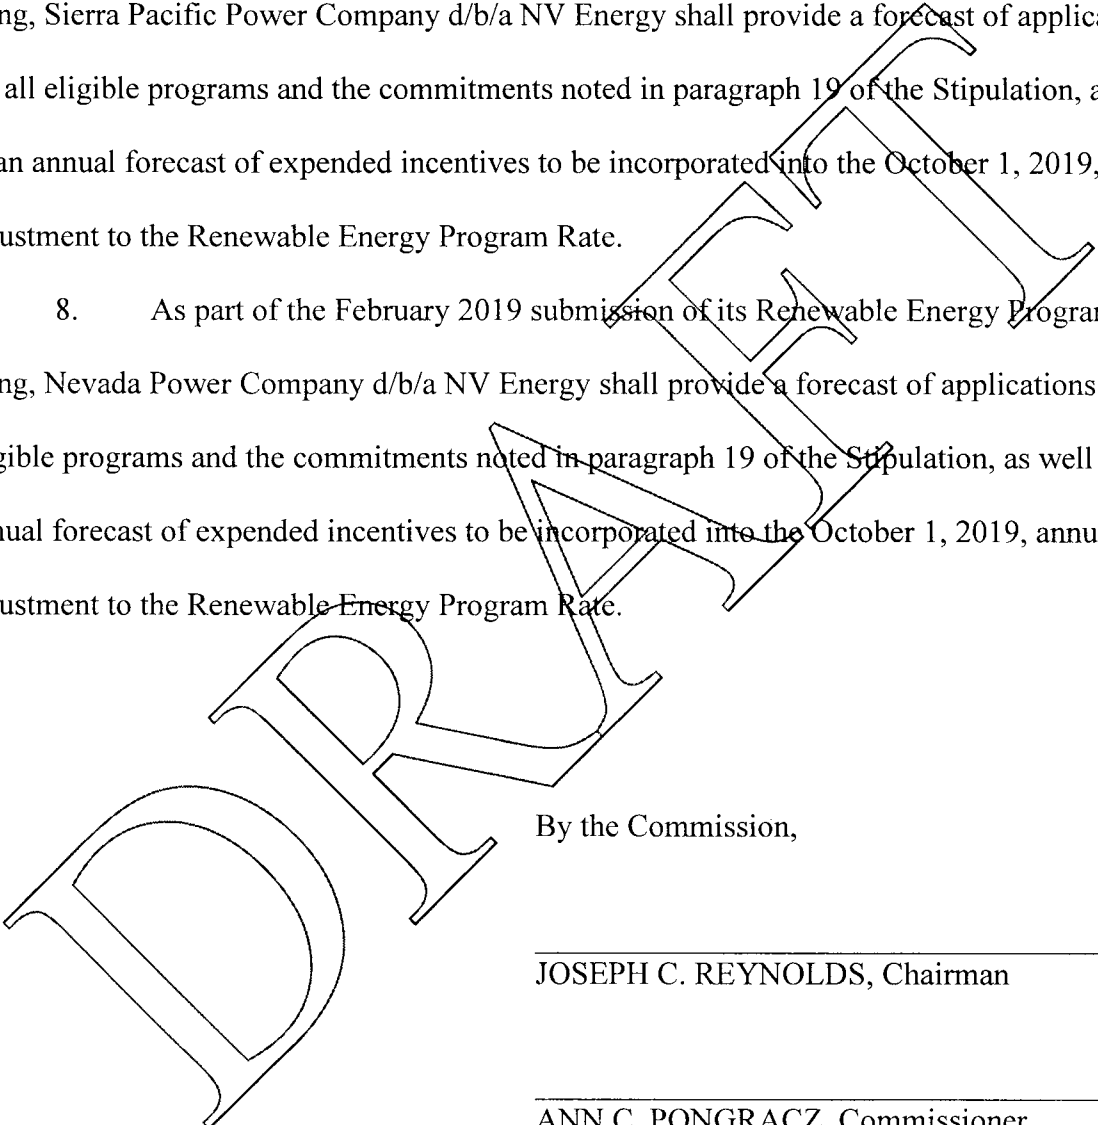 ng, Sierra Pacific Power Company d/b/a NV Energy shall provide a forecast of applica
all eligible programs and the commitments noted in paragraph 19 of the Stipulation, a
an annual forecast of expended incentives to be incorporated into the October 1, 2019,
ustment to the Renewable Energy Program Rate.
8. As part of the February 2019 submission of its Renewable Energy Program
ng, Nevada Power Company d/b/a NV Energy shall provide a forecast of applications
gible programs and the commitments noted in paragraph 19 of the Stipulation, as well
nual forecast of expended incentives to be incorporated into the October 1, 2019, annu
ustment to the Renewable Energy Program Rate.
DRAFT
By the Commission,
JOSEPH C. REYNOLDS, Chairman
ANN C. PONGRACZ, Commissioner